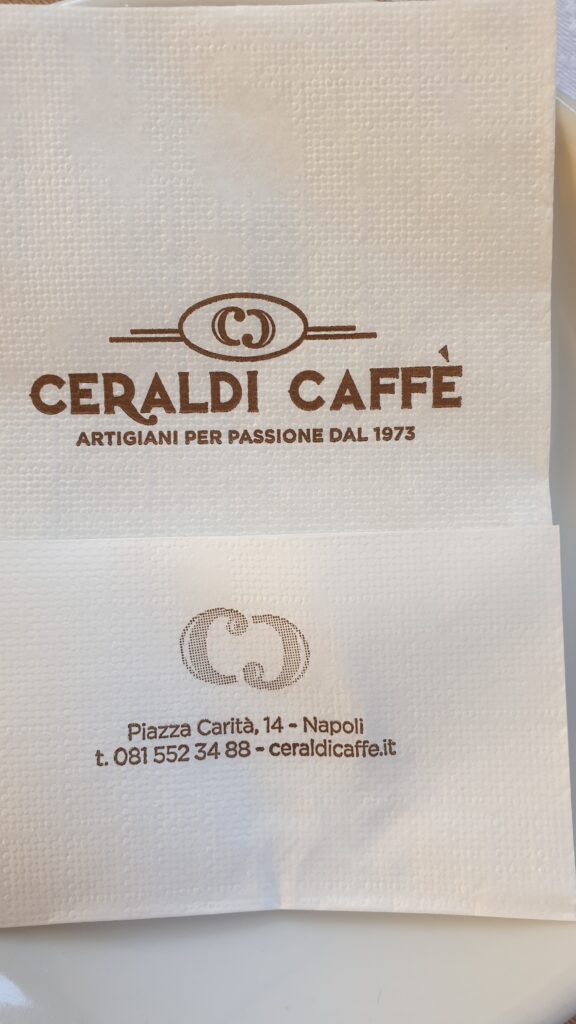 CERALDI CAFFÈ
ARTIGIANI PER PASSIONE DAL 1973
Piazza Carità, 14 - Napoli
t. 081 552 34 88 - ceraldicaffe.it